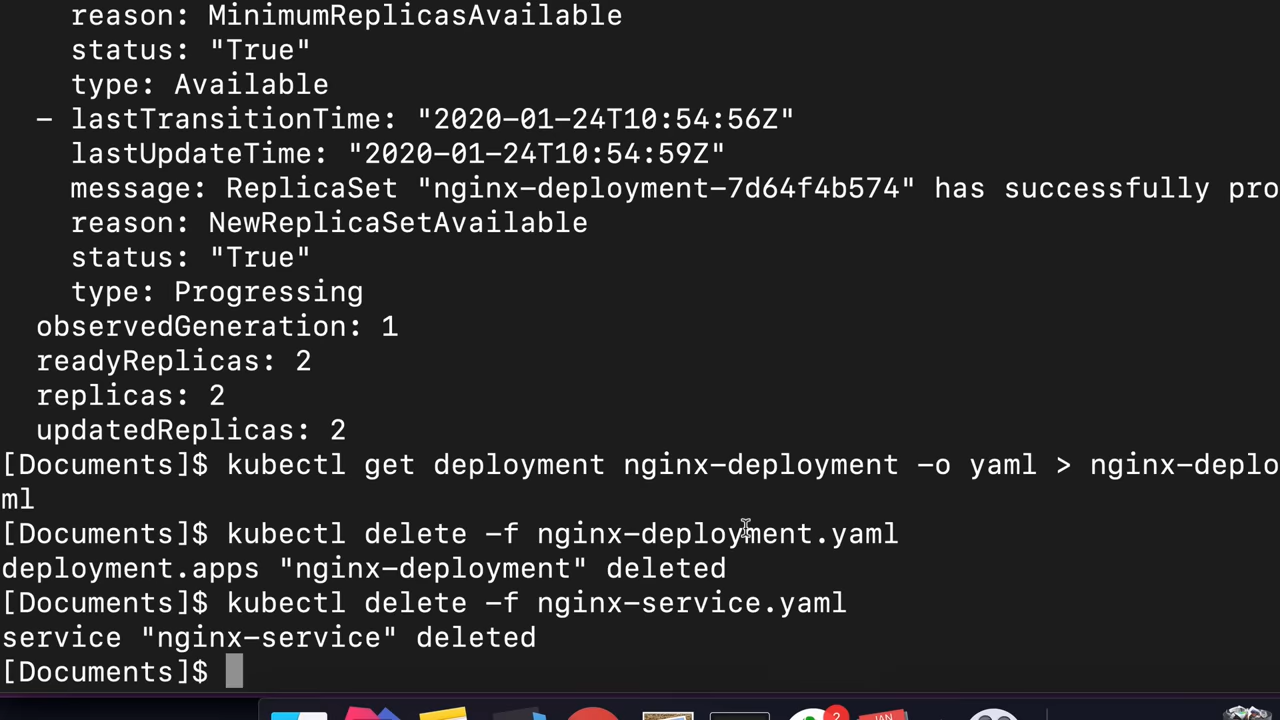 reason: MinimumReplicasAvailable
status: "True"
type: Available
- lastTransitionTime: "2020-01-24T10:54:56Z"
lastUpdateTime: "2020-01-24T10:54:59Z"
message: ReplicaSet "nginx-deployment-7d64f4b574" has successfully pro
reason: NewReplicaSetAvailable
status: "True"
type: Progressing
observedGeneration: 1
readyReplicas: 2
replicas: 2
updatedReplicas: 2
[Documents]$ kubectl get deployment nginx-deployment -o yaml > nginx-deplo
ml
[Documents]$ kubectl delete -f nginx-deployment.yaml
deployment.apps "nginx-deployment" deleted
[Documents]$ kubectl delete -f nginx-service.yaml
service "nginx-service" deleted
[Documents]$
2
JAN